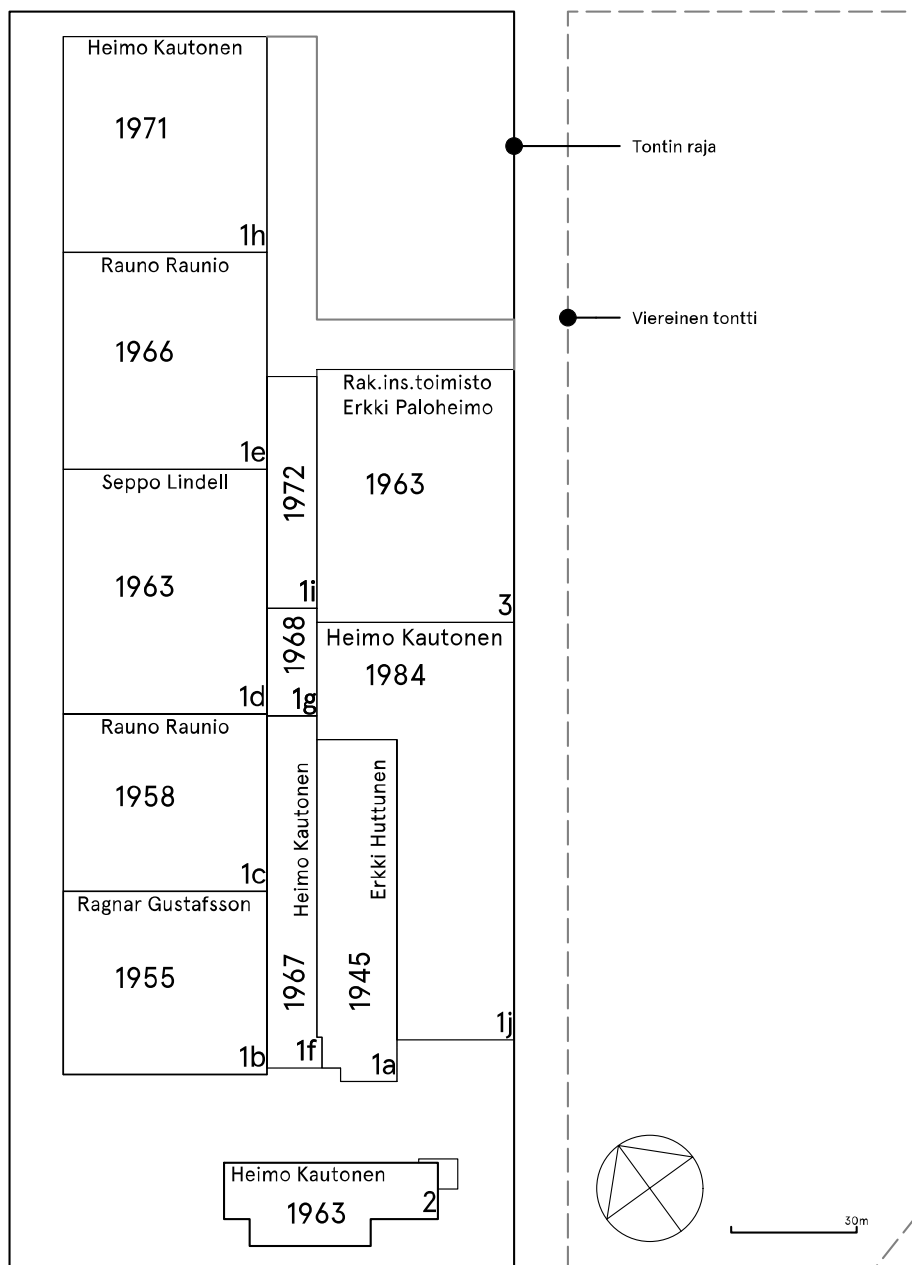 Heimo Kautonen
1971
1h
Tontin raja
Rauno Raunio
1966
1e
Viereinen tontti
Rak.ins.toimisto
Erkki Paloheimo
1963
3
1972
1i
Seppo Lindell
1963
1d
1968
1g
Heimo Kautonen
1984
1j
Rauno Raunio
1958
1c
Heimo Kautonen
1967
1f
Erkki Huttunen
1945
1a
Ragnar Gustafsson
1955
1b
Heimo Kautonen
1963
2
30m